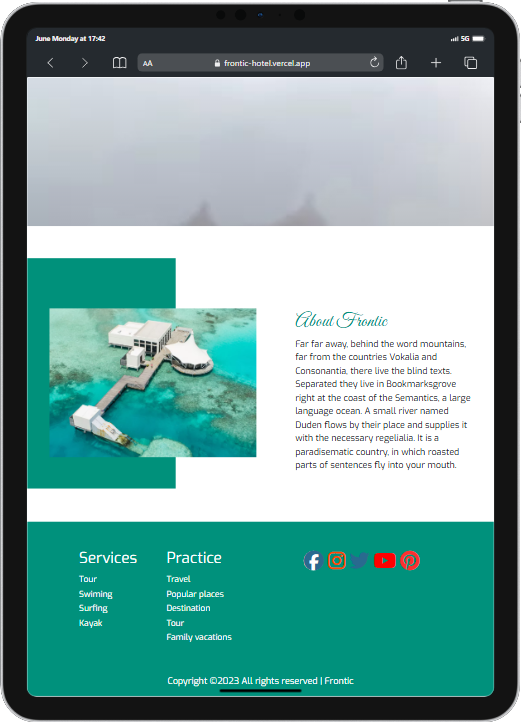 June Monday at 17:42
5G
AA
frontic-hotel.vercel.app
About Frontic
Far far away, behind the word mountains,
far from the countries Vokalia and
Consonantia, there live the blind texts.
Separated they live in Bookmarksgrove
right at the coast of the Semantics, a large
language ocean. A small river named
Duden flows by their place and supplies it
with the necessary regelialia. It is a
paradisematic country, in which roasted
parts of sentences fly into your mouth.
Services
Tour
Swiming
Surfing
Kayak
Practice
Travel
Popular places
Destination
Tour
Family vacations
Copyright ©2023 All rights reserved | Frontic